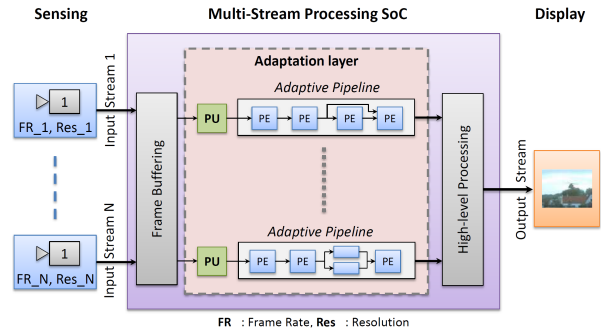 Sensing
Multi-Stream Processing SoC
Display
Adaptation layer
Adaptive Pipeline
1
FR_1, Res_1
Input Stream 1
Frame Buffering
PU
PE
PE
PE
PE
High-level Processing
Output Stream
Adaptive Pipeline
1
FR_N, Res_N
Input Stream N
PU
PE
PE
PE
FR : Frame Rate, Res : Resolution